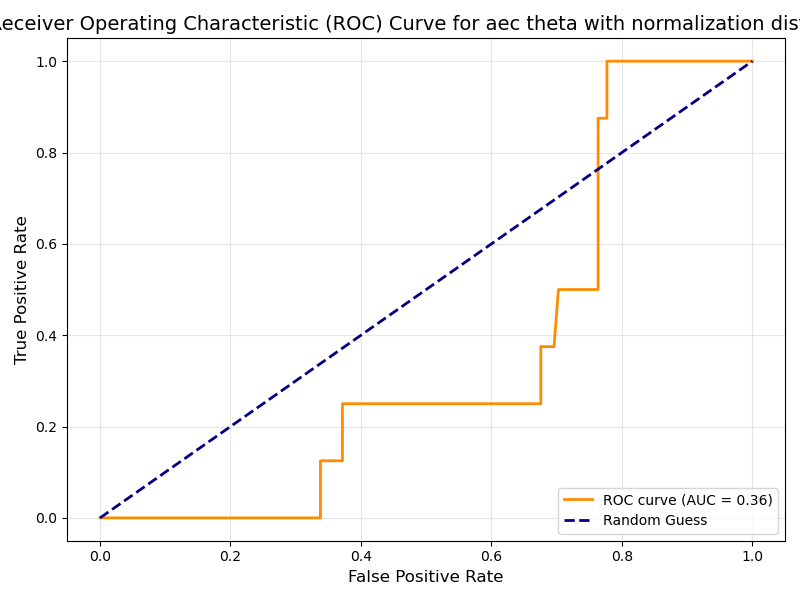 eceiver Operating Characteristic (ROC) Curve for aec theta with normalization dis
1.0
0.8
0.6
0.4
0.2
0.0
True Positive Rate
0.0 0.2 0.4 0.6 0.8 1.0
False Positive Rate
ROC curve (AUC = 0.36)
Random Guess